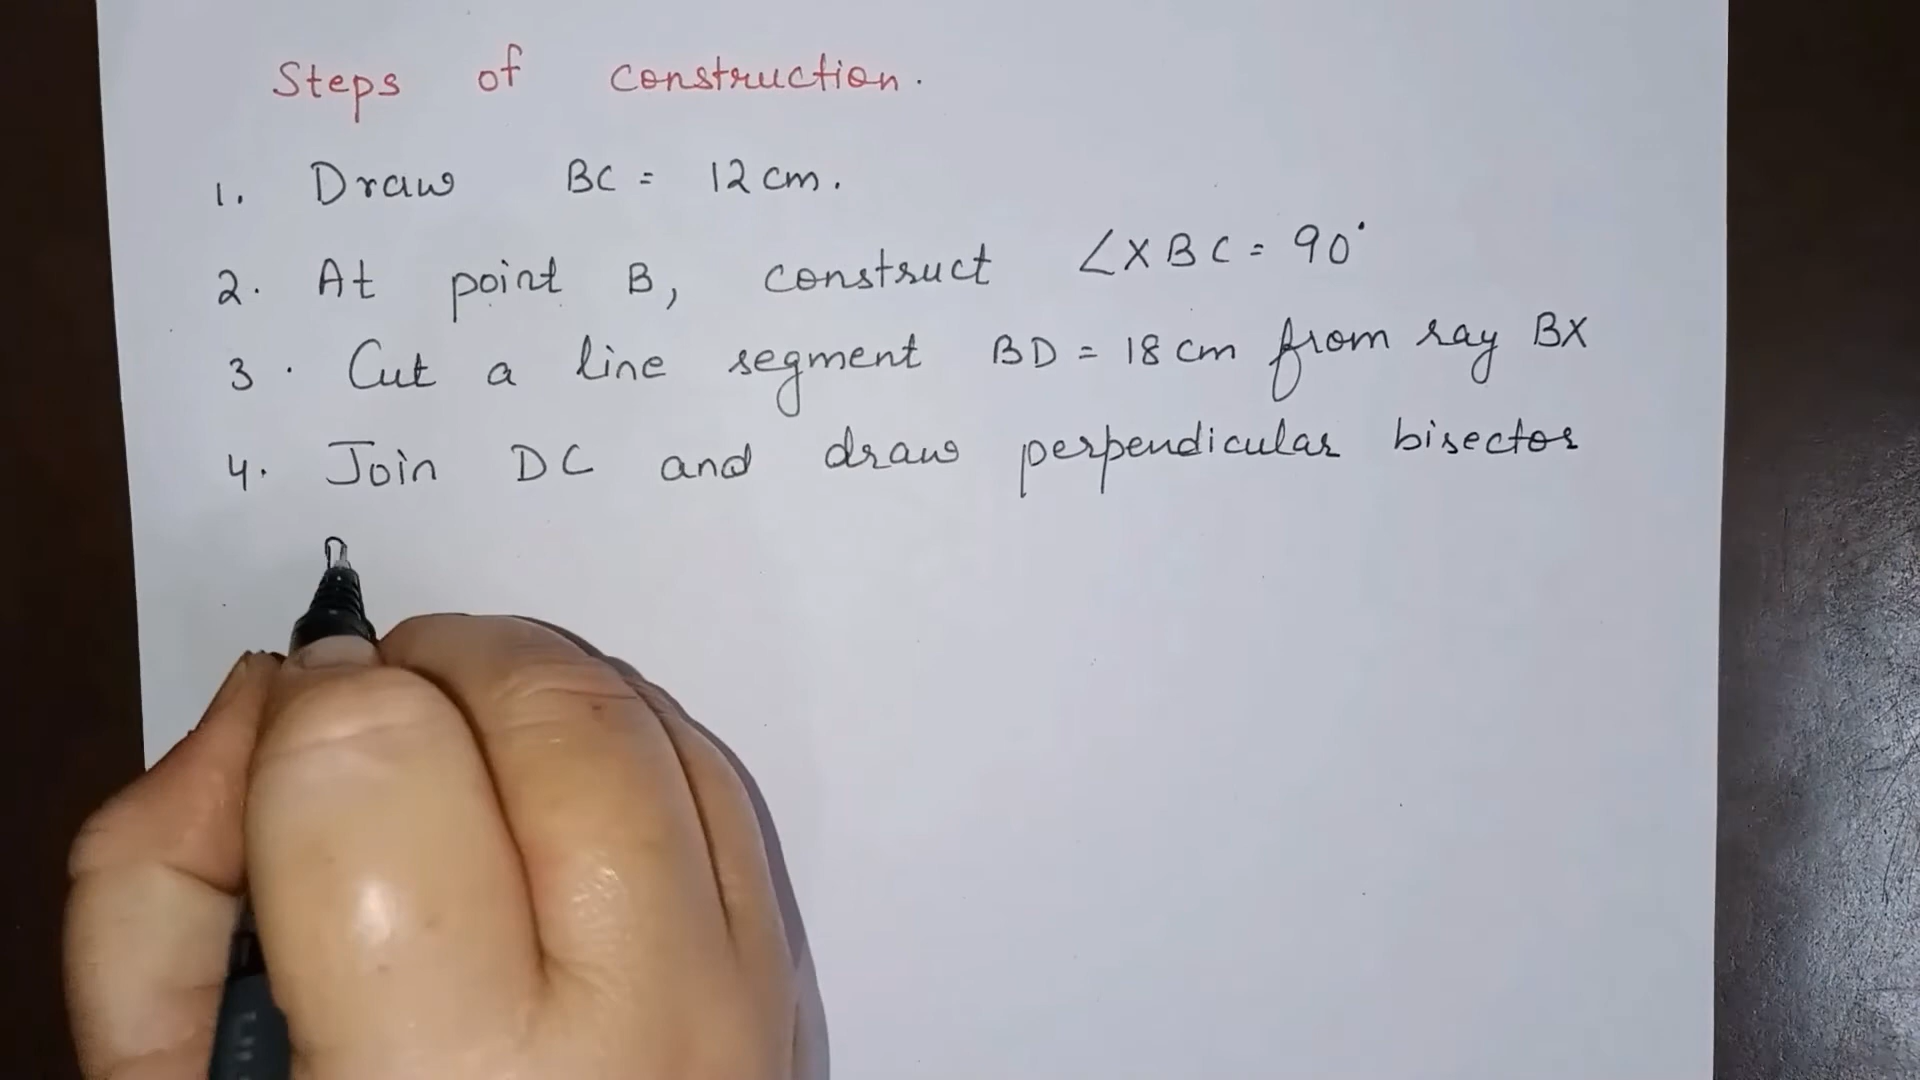 Steps of construction.
1. Draw BC = 12 cm.
2. At point B, construct ∠XBC = 90°
3. Cut a line segment BD = 18 cm from ray BX
4. Join DC and draw perpendicular bisector